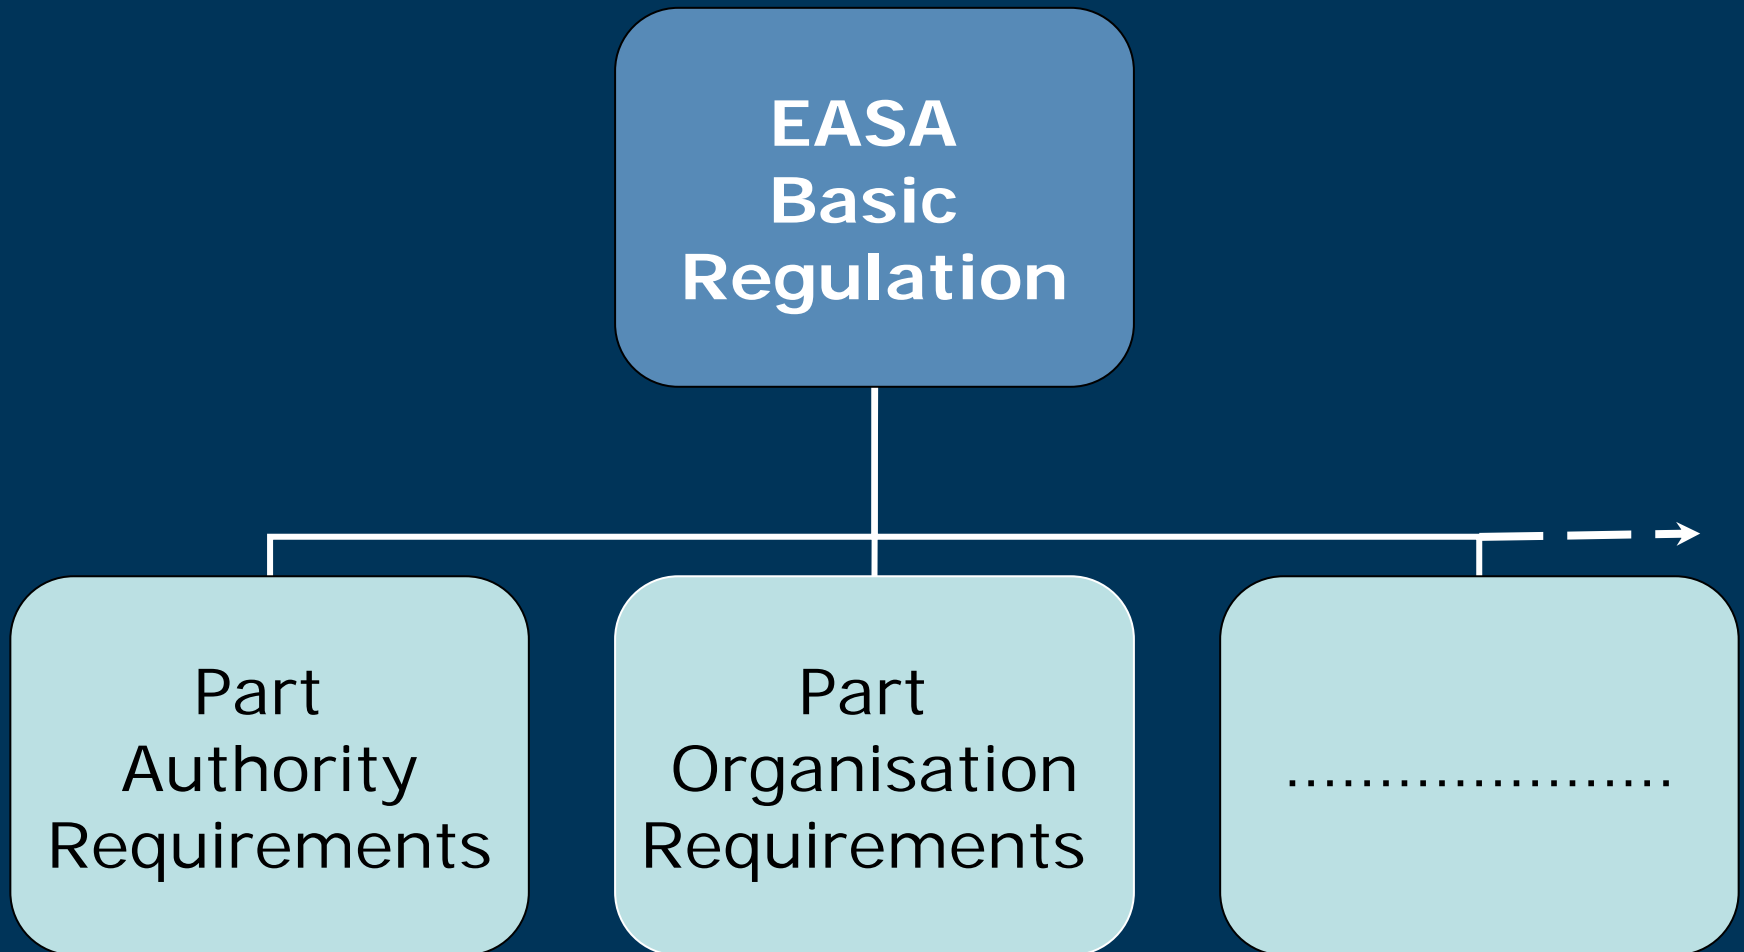 EASA
Basic
Regulation
Part
Authority
Requirements
Part
Organisation
Requirements
.....................